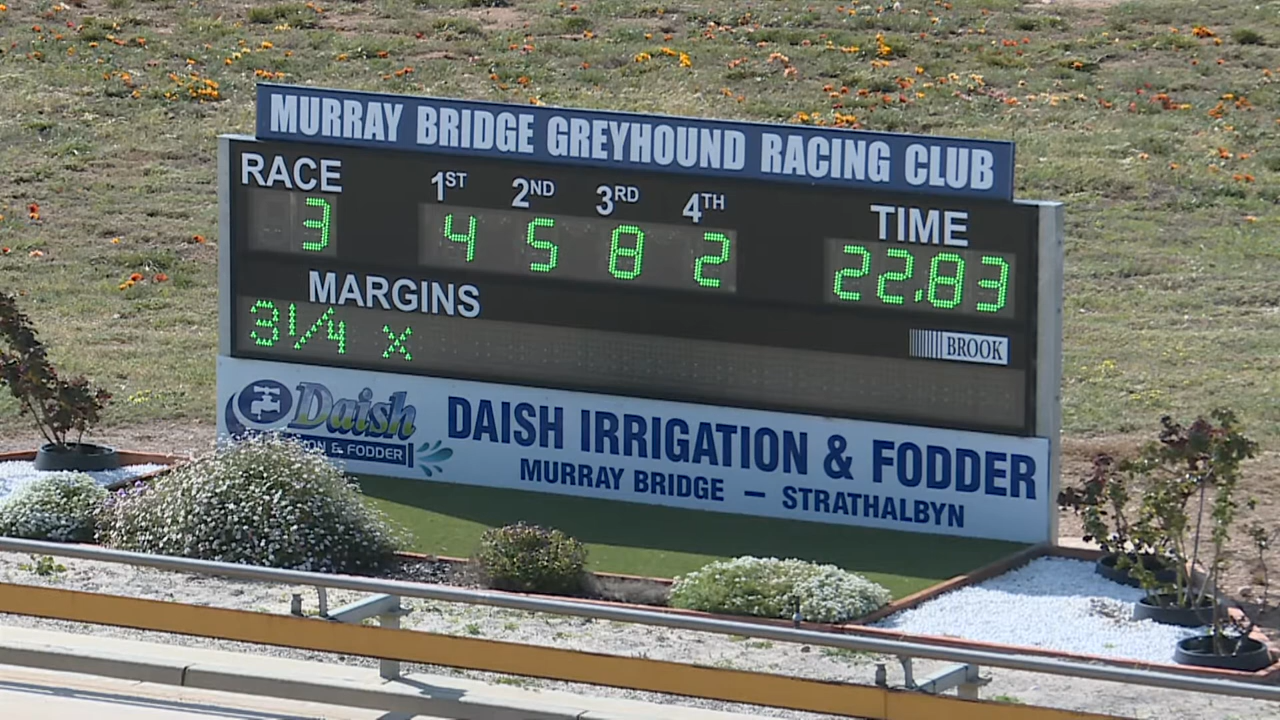 MURRAY BRIDGE GREYHOUND RACING CLUB
RACE 1ST 2ND 3RD 4TH TIME
3 4 5 8 2 22.83
MARGINS
3 1/4 x
BROOK
Daish
& FODDER
DAISH IRRIGATION & FODDER
MURRAY BRIDGE – STRATHALBYN